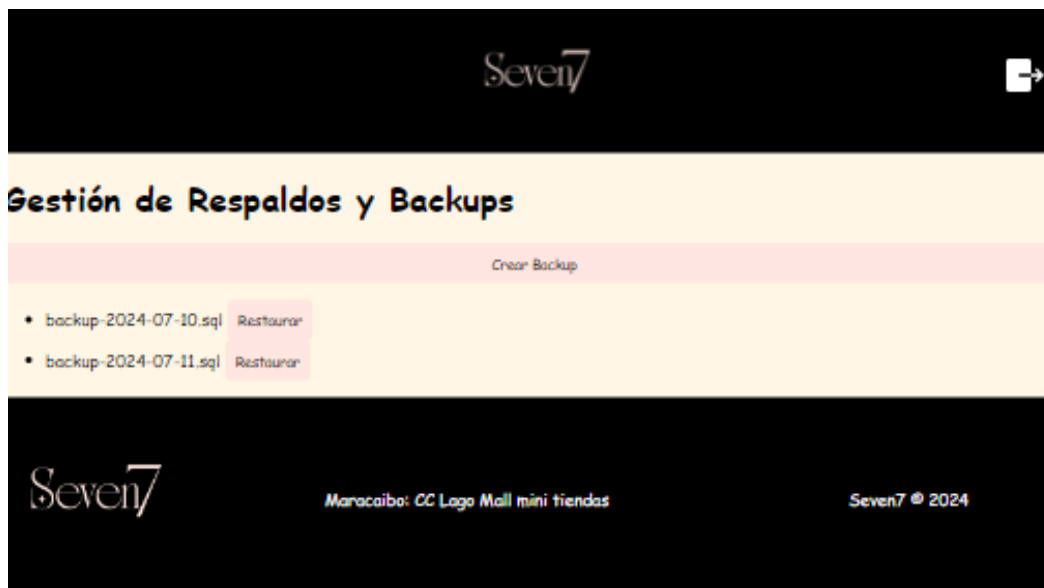 Seven7
Gestión de Respaldos y Backups
Crear Backup
backup-2024-07-10.sql Restaurar
backup-2024-07-11.sql Restaurar
Seven7
Maracaibo: CC Lago Mall mini tiendas
Seven7 © 2024